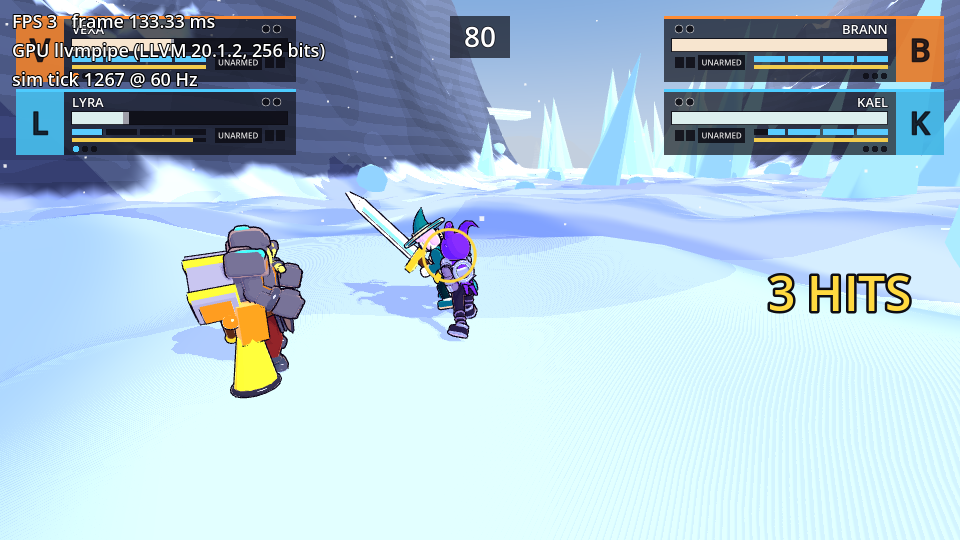 FPS 3 frame 133.33 ms
VEXA
V
GPU llvmpipe (LLVM 20.1.2, 256 bits)
UNARMED
sim tick 1267 @ 60 Hz
L
LYRA
UNARMED
80
BRANN
B
UNARMED
KAEL
K
UNARMED
3 HITS